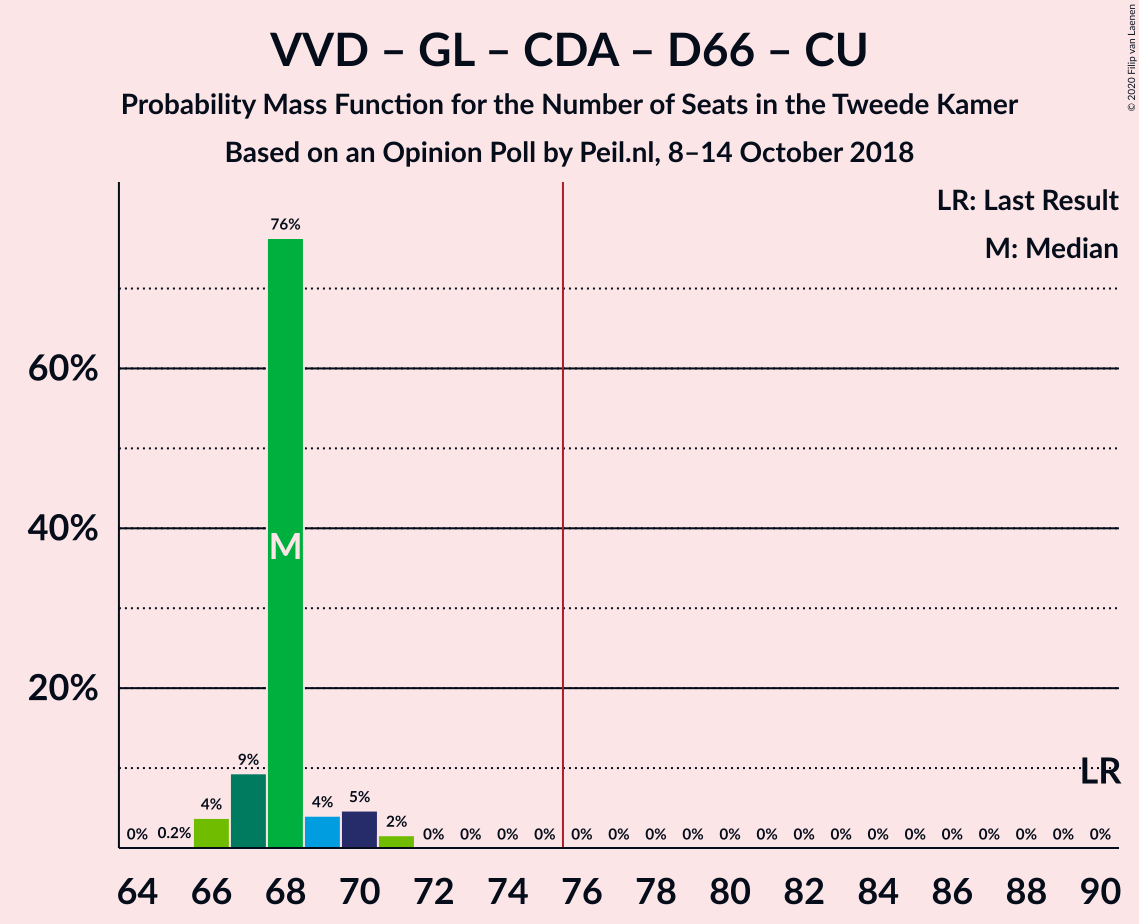 VVD – GL – CDA – D66 – CU
Probability Mass Function for the Number of Seats in the Tweede Kamer
Based on an Opinion Poll by Peil.nl, 8–14 October 2018
© 2020 Filip van Laenen
LR: Last Result
M: Median
60%
40%
20%
0% 0.2% 4% 9% 76% 4% 5% 2% 0% 0% 0% 0% 0% 0% 0% 0% 0% 0% 0% 0% 0% 0% 0% 0% 0% 0% 0%
M
LR
64 66 68 70 72 74 76 78 80 82 84 86 88 90